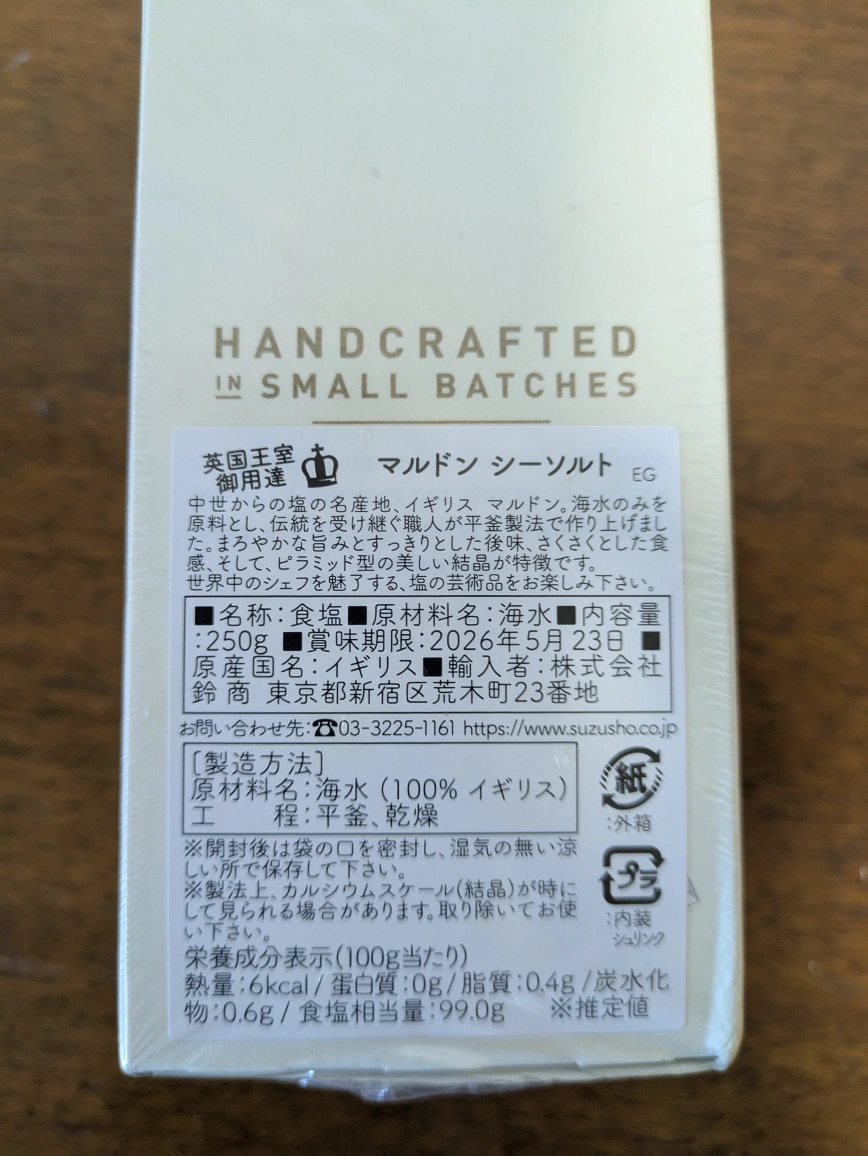 HANDCRAFTED
IN SMALL BATCHES
英国王室
御用達
マルドン シーソルト EG
中世からの塩の名産地、イギリス マルドン。海水のみを
原料とし、伝統を受け継ぐ職人が平釜製法で作り上げまし
た。まろやかな旨みとすっきりとした後味、さくさくとした食
感、そして、ピラミッド型の美しい結晶が特徴です。
世界中のシェフを魅了する、塩の芸術品をお楽しみ下さい。
■名称:食塩■原材料名:海水■内容量
:250g ■賞味期限:2026年5月23日 ■
原産国名:イギリス■輸入者:株式会社
鈴商 東京都新宿区荒木町23番地
お問い合わせ先:☎03-3225-1161 https://www.suzusho.co.jp
[製造方法]
原材料名:海水(100% イギリス)
工 程:平釜、乾燥
紙
:外箱
※開封後は袋の口を密封し、湿気の無い涼
しい所で保存して下さい。
※製法上、カルシウムスケール(結晶)が時に
して見られる場合があります。取り除いてお使
い下さい。
プラ
:内装
シュリンク
栄養成分表示(100g当たり)
熱量:6kcal/蛋白質:0g/脂質:0.4g/炭水化
物:0.6g/食塩相当量:99.0g ※推定値